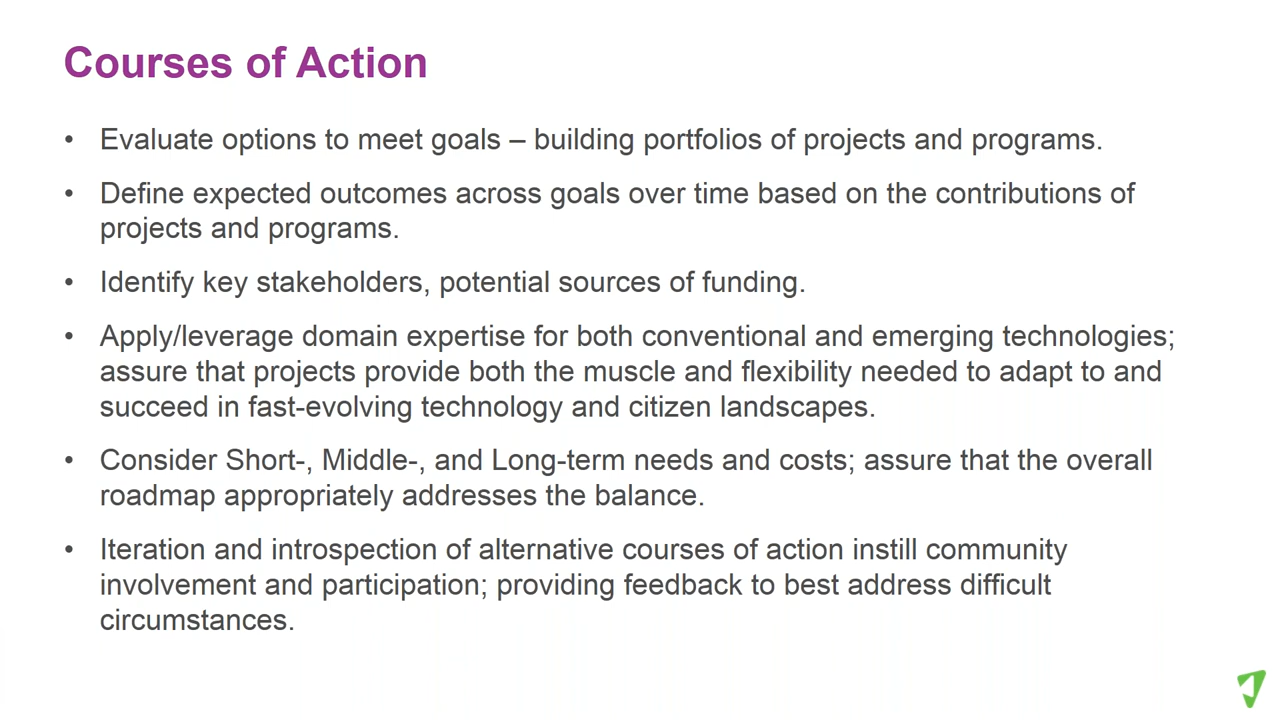 Courses of Action
• Evaluate options to meet goals – building portfolios of projects and programs.
• Define expected outcomes across goals over time based on the contributions of
projects and programs.
• Identify key stakeholders, potential sources of funding.
• Apply/leverage domain expertise for both conventional and emerging technologies;
assure that projects provide both the muscle and flexibility needed to adapt to and
succeed in fast-evolving technology and citizen landscapes.
• Consider Short-, Middle-, and Long-term needs and costs; assure that the overall
roadmap appropriately addresses the balance.
• Iteration and introspection of alternative courses of action instill community
involvement and participation; providing feedback to best address difficult
circumstances.